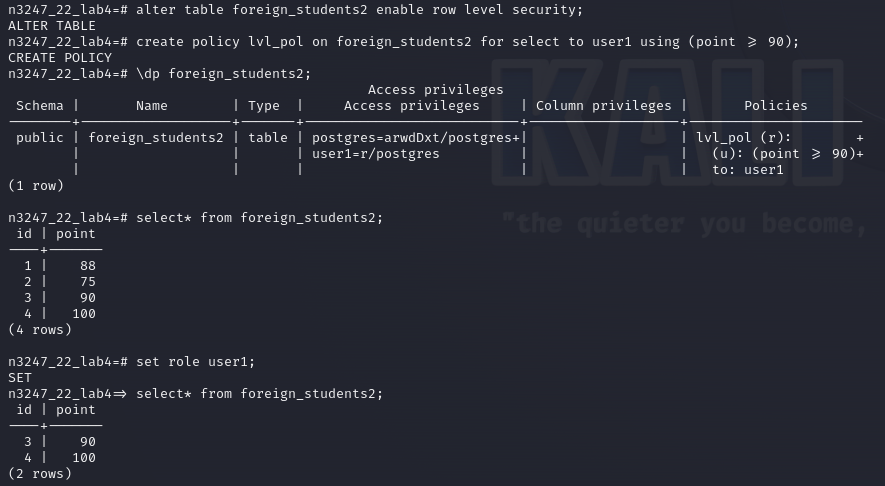 n3247_22_lab4=# alter table foreign_students2 enable row level security;
ALTER TABLE
n3247_22_lab4=# create policy lvl_pol on foreign_students2 for select to user1 using (point ≥ 90);
CREATE POLICY
n3247_22_lab4=# \dp foreign_students2;
                                             Access privileges
 Schema |       Name        | Type  |     Access privileges     | Column privileges |       Policies
--------+-------------------+-------+---------------------------+-------------------+---------------------
 public | foreign_students2 | table | postgres=arwdDxt/postgres+|                   | lvl_pol (r):        +
        |                   |       | user1=r/postgres          |                   |   (u): (point ≥ 90)+
        |                   |       |                           |                   |   to: user1
(1 row)
n3247_22_lab4=# select* from foreign_students2;
 id | point
----+-------
  1 |    88
  2 |    75
  3 |    90
  4 |   100
(4 rows)
n3247_22_lab4=# set role user1;
SET
n3247_22_lab4=> select* from foreign_students2;
 id | point
----+-------
  3 |    90
  4 |   100
(2 rows)
KALI
"the quieter you become,